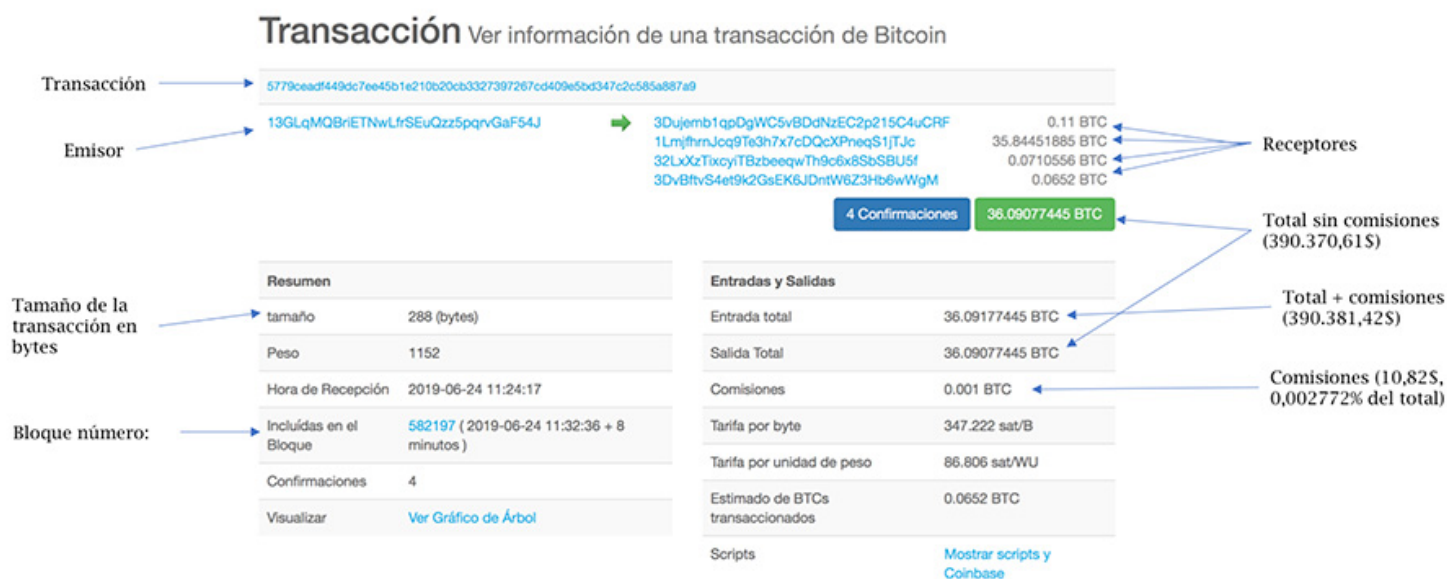 Transacción Ver información de una transacción de Bitcoin
Transacción
5779ceadf449dc7ee45b1e210b20cb3327397267cd409e5bd347c2c585a887a9
Emisor
13GLqMQBriETNwLfrSEuQzz5pqrvGaF54J
3Dujemb1qpDgWC5vBDdNzEC2p215C4uCRF 0.11 BTC
1LmjfhrnJcq9Te3h7x7cDQcXPneqS1jTJc 35.84451885 BTC
32LxXzTixcyiTBzbeeqwTh9c6x8SbSBU5f 0.0710556 BTC
3DvBftvS4et9k2GsEK6JDntW6Z3Hb6wWgM 0.0652 BTC
Receptores
4 Confirmaciones
36.09077445 BTC
Total sin comisiones
(390.370,61$)
Resumen
Tamaño de la
transacción en
bytes
tamaño 288 (bytes)
Peso 1152
Hora de Recepción 2019-06-24 11:24:17
Bloque número:
Incluídas en el 582197 ( 2019-06-24 11:32:36 + 8
Bloque minutos )
Confirmaciones 4
Visualizar Ver Gráfico de Árbol
Entradas y Salidas
Entrada total 36.09177445 BTC
Total + comisiones
(390.381,42$)
Salida Total 36.09077445 BTC
Comisiones 0.001 BTC
Comisiones (10,82$,
0,002772% del total)
Tarifa por byte 347.222 sat/B
Tarifa por unidad de peso 86.806 sat/WU
Estimado de BTCs 0.0652 BTC
transaccionados
Scripts Mostrar scripts y
Coinbase